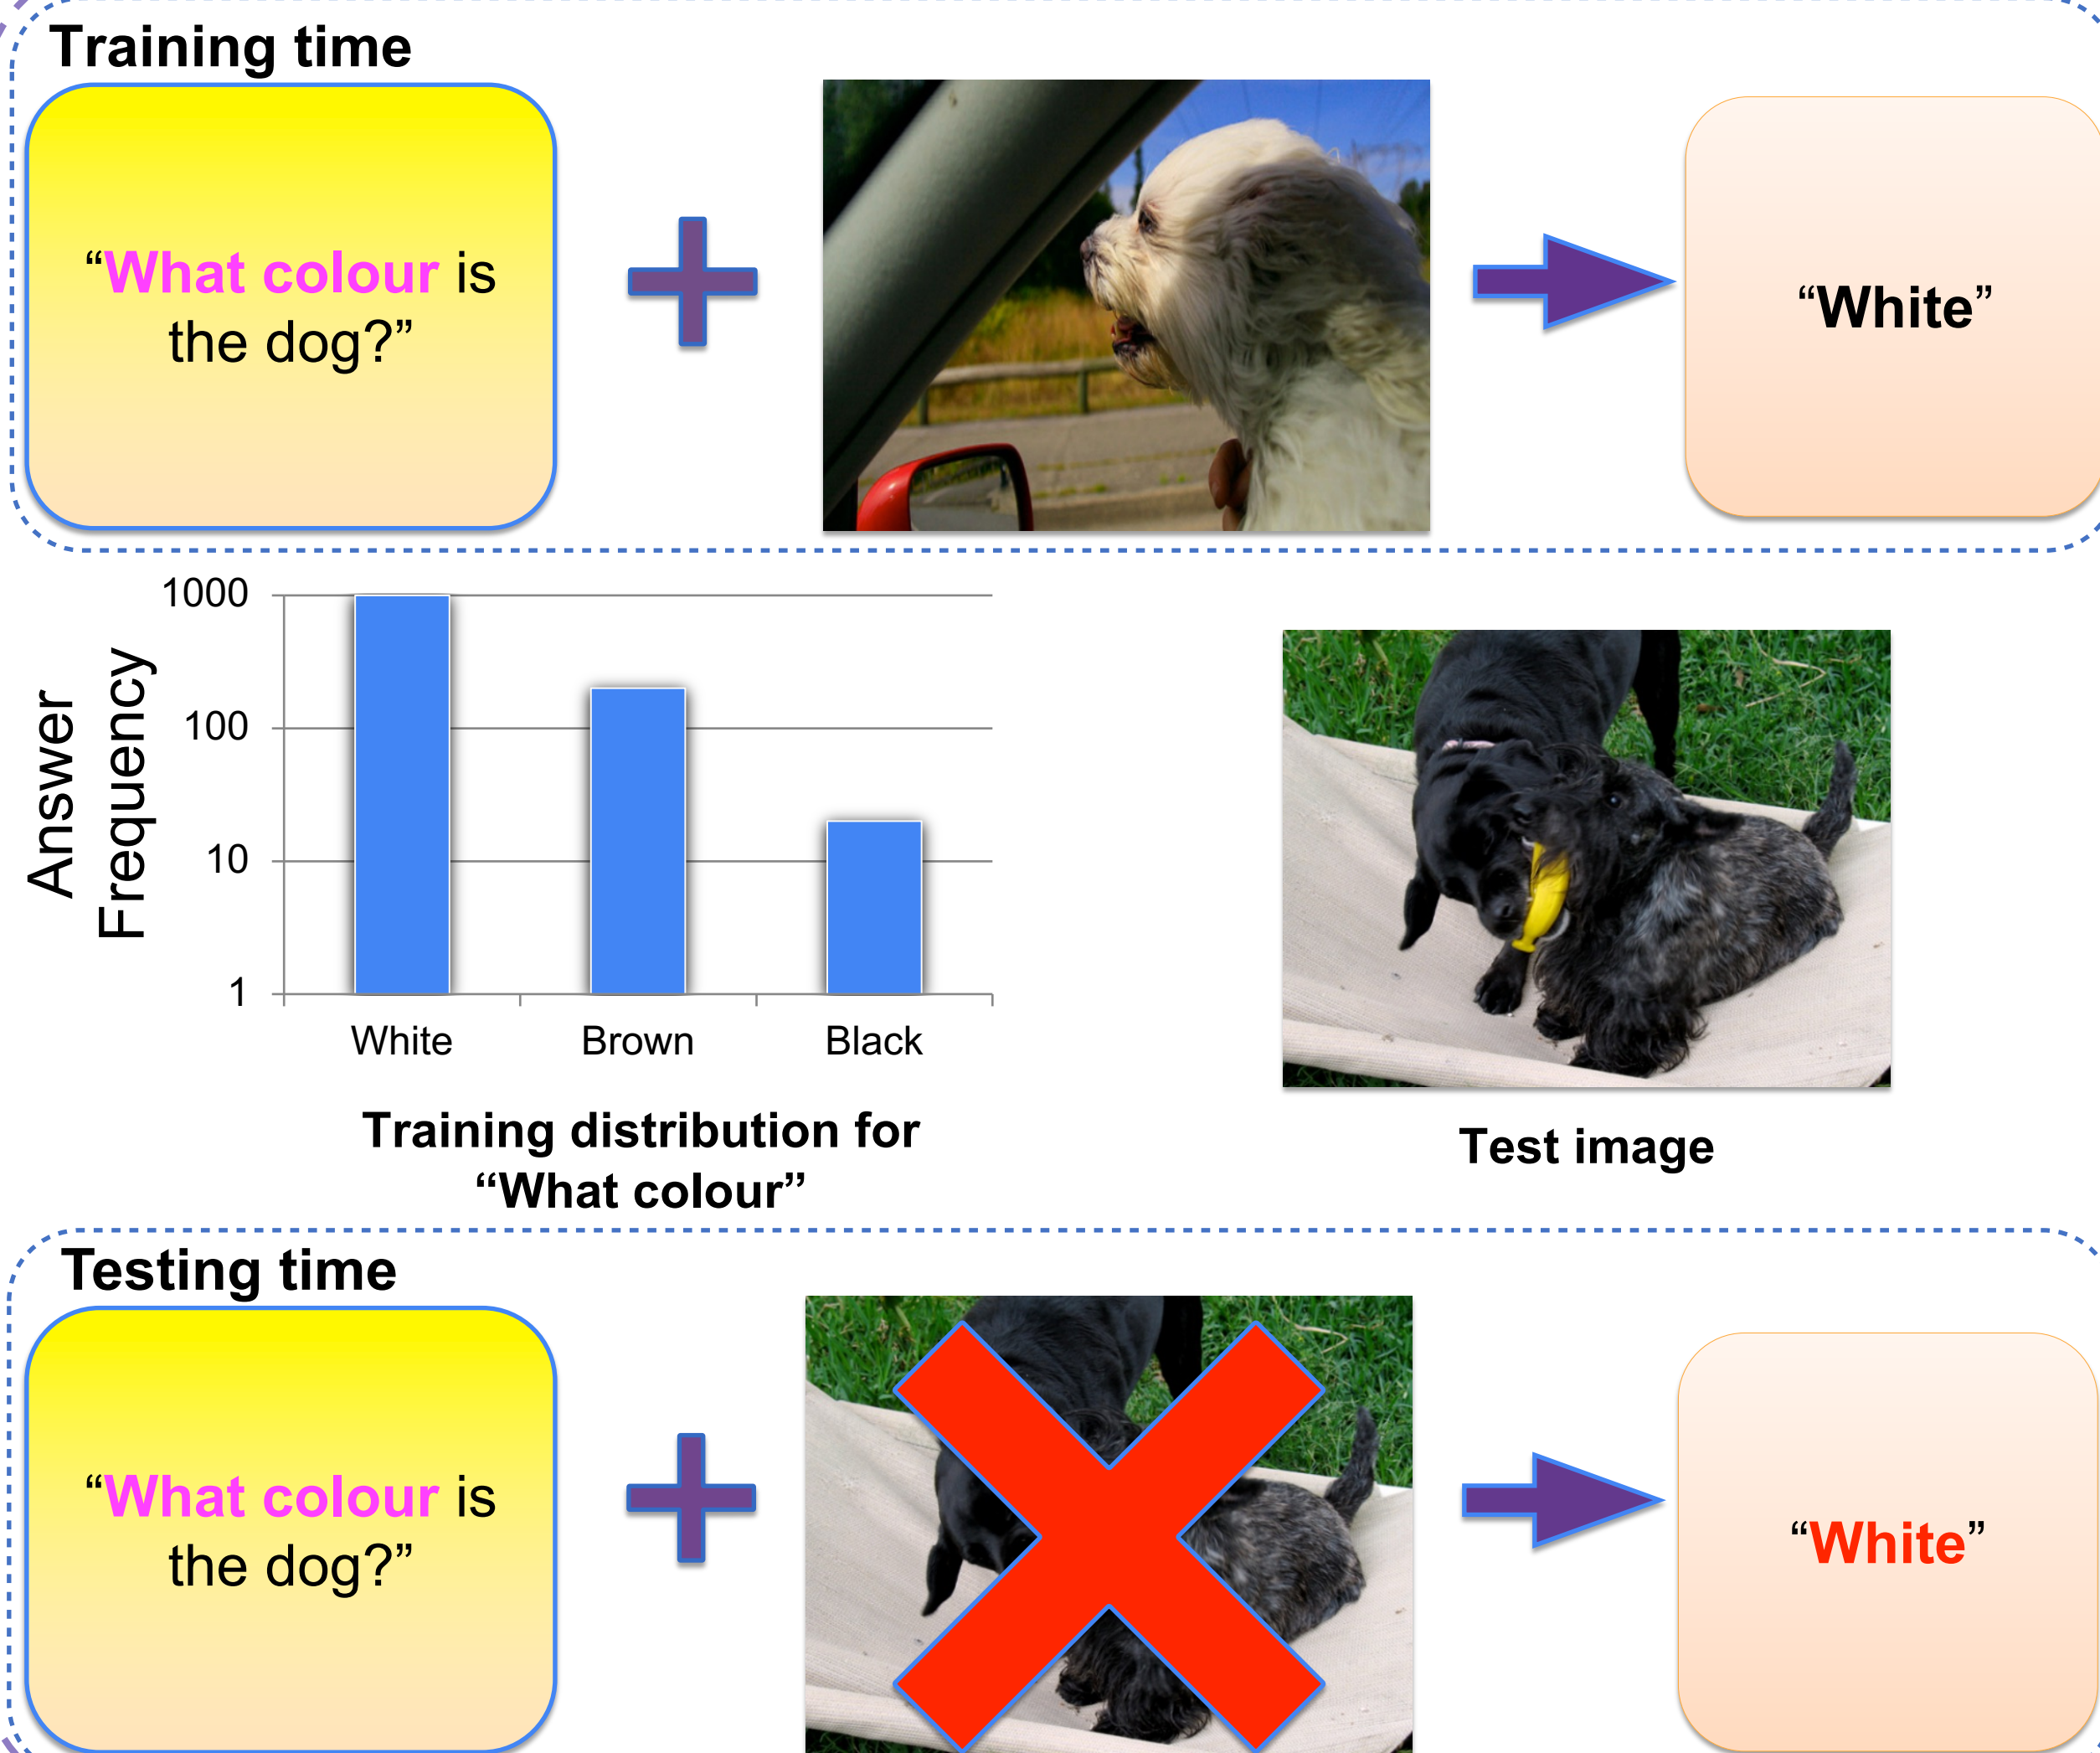 Training time
“What colour is
the dog?”
“White”
Answer
Frequency
1000
100
10
1
White
Brown
Black
Training distribution for
“What colour”
Test image
Testing time
“What colour is
the dog?”
“White”